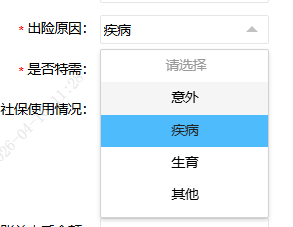 * 出险原因： 疾病
请选择
* 是否特需：
意外
社保使用情况：
疾病
生育
其他